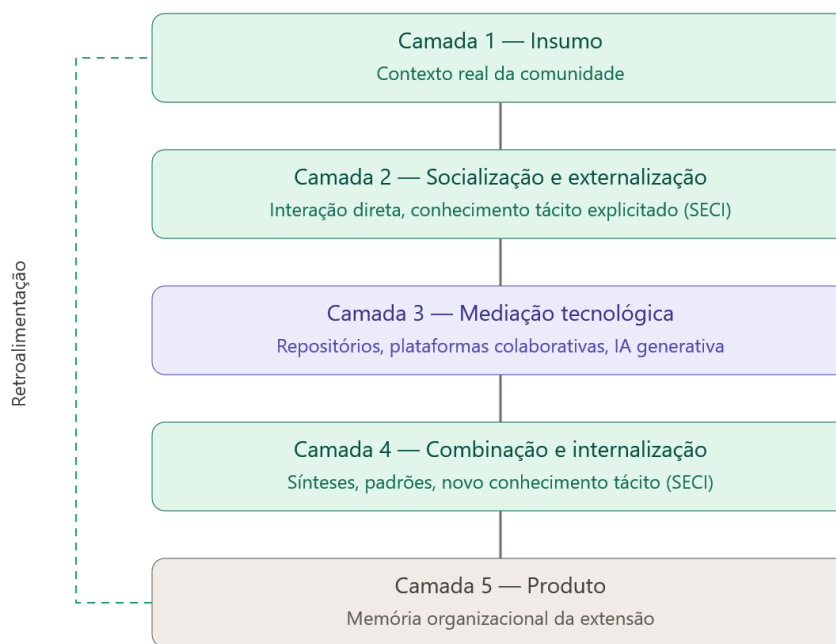 Camada 1 — Insumo
Contexto real da comunidade
Camada 2 — Socialização e externalização
Interação direta, conhecimento tácito explicitado (SECI)
Retroalimentação
Camada 3 — Mediação tecnológica
Repositórios, plataformas colaborativas, IA generativa
Camada 4 — Combinação e internalização
Sínteses, padrões, novo conhecimento tácito (SECI)
Camada 5 — Produto
Memória organizacional da extensão